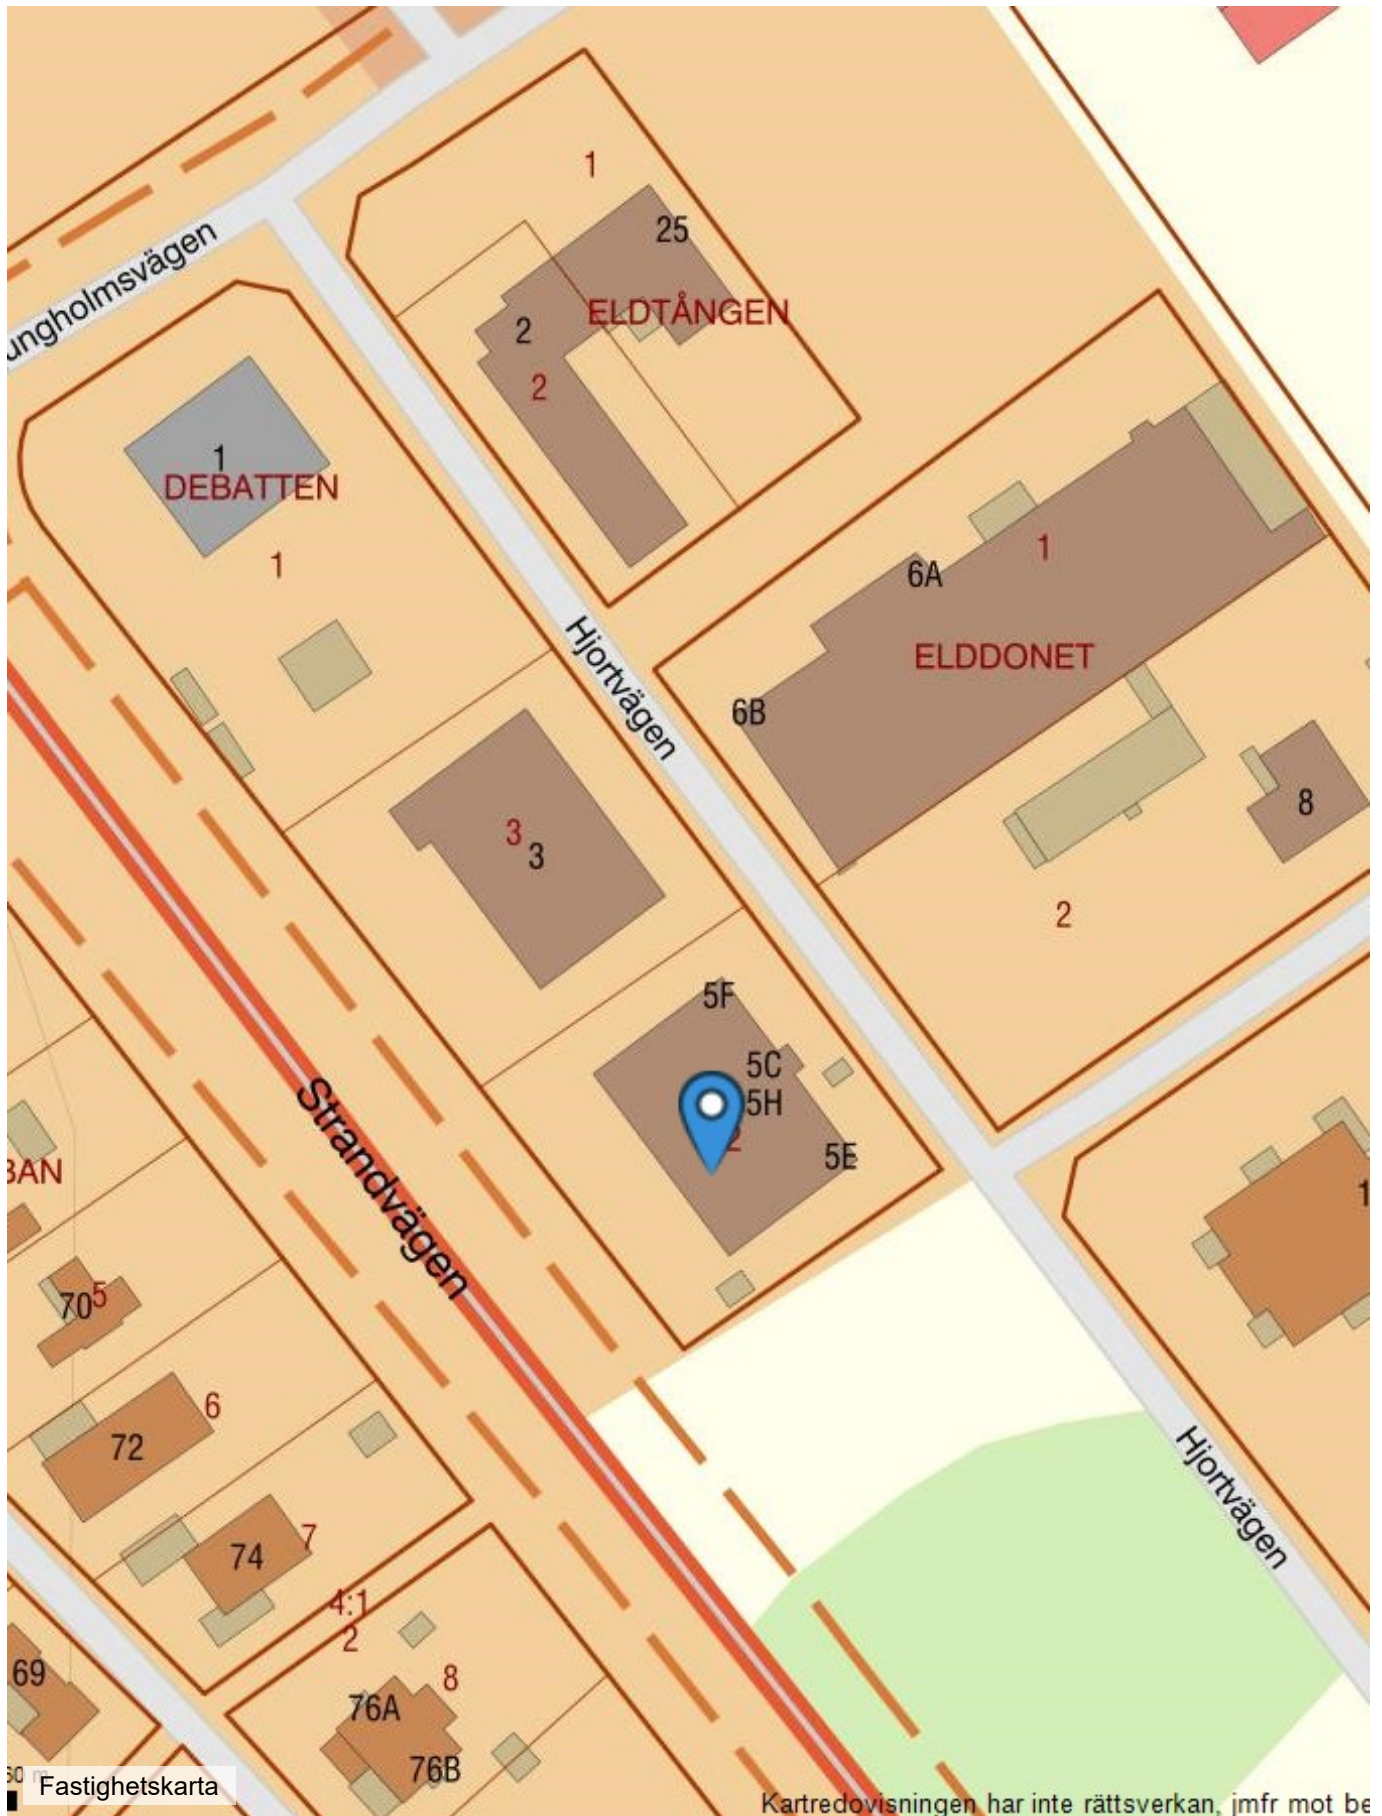 1
25
ELDTÅNGEN
2
2
ungholmsvägen
1
DEBATTEN
1
Hjortvägen
6A
1
ELDDONET
6B
8
3
3
2
5F
5C
5H
2
5E
Strandvägen
BAN
1
70
5
6
72
Hjortvägen
74
7
4:1
2
8
69
76A
76B
Fastighetskarta
Kartredovisningen har inte rättsverkan, jmfr mot be